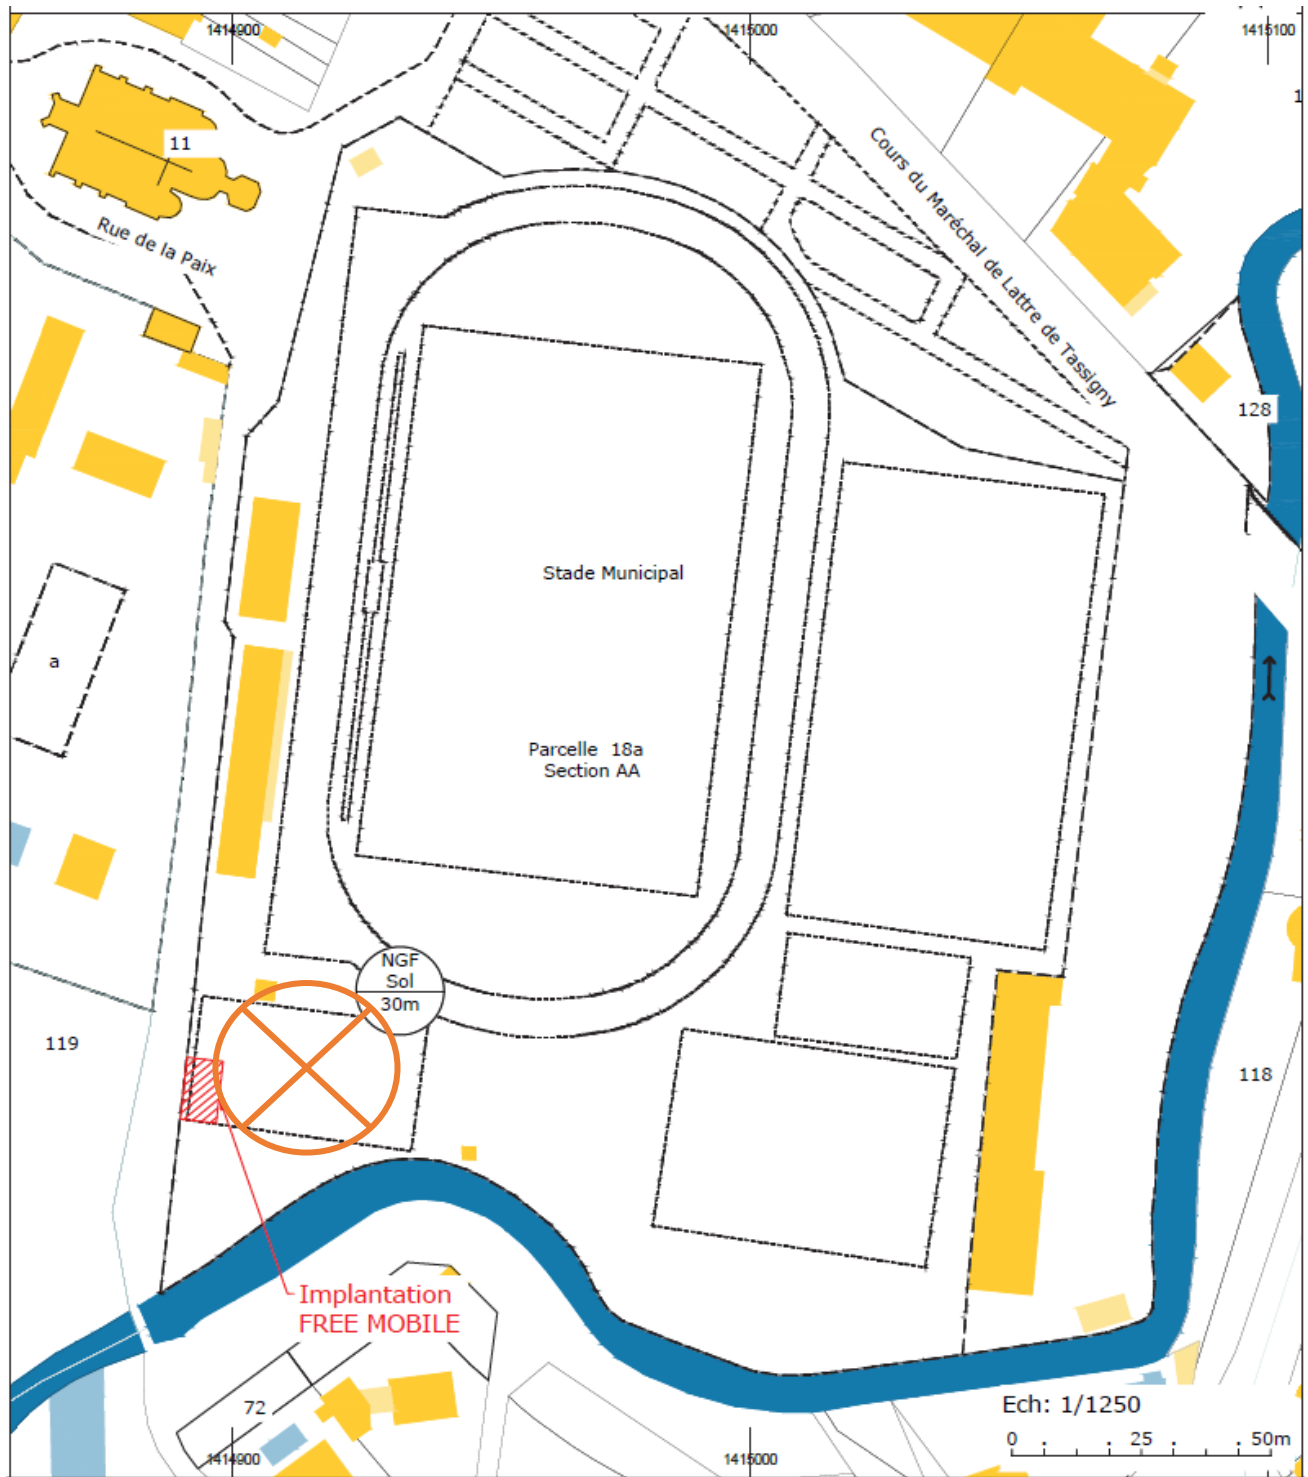 1414900
1415000
1415100
1
11
Rue de la Paix
Cours du Maréchal de Lattre de Tassigny
128
Stade Municipal
a
Parcelle 18a
Section AA
NGF
Sol
30m
119
118
Implantation
FREE MOBILE
72
Ech: 1/1250
0 25 50m
1414900
1415000